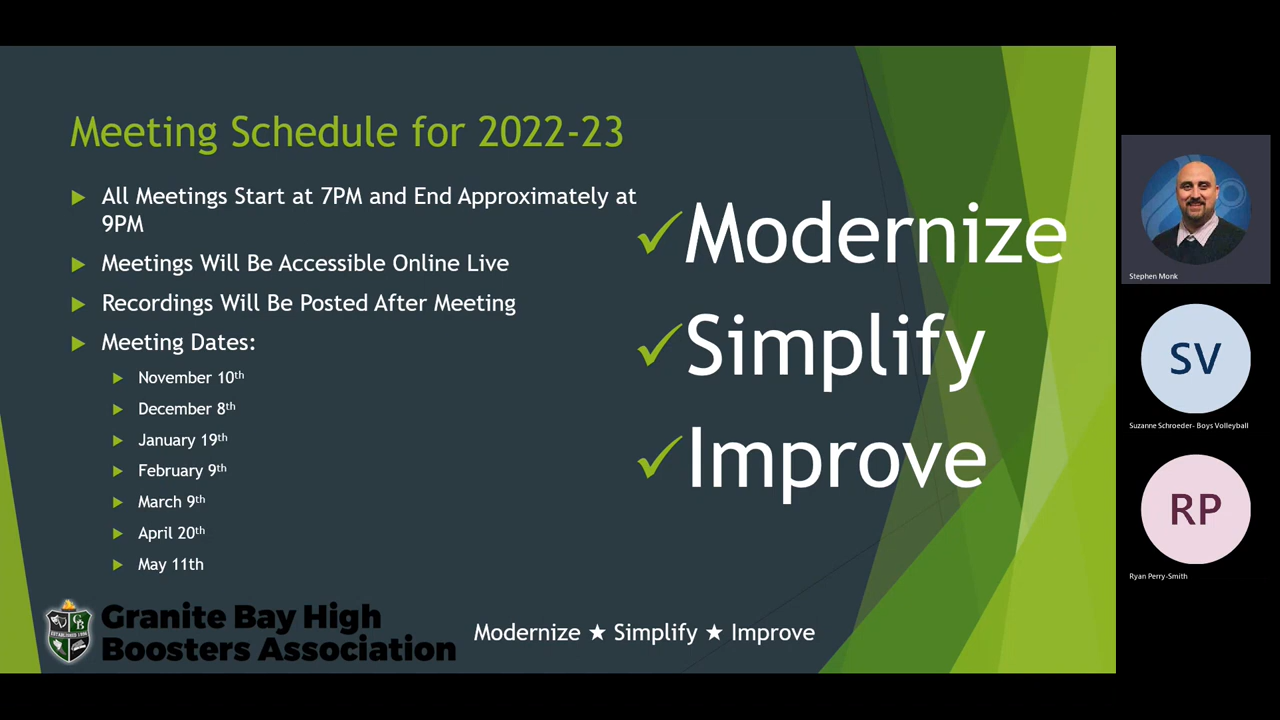 Meeting Schedule for 2022-23
All Meetings Start at 7PM and End Approximately at
9PM
Meetings Will Be Accessible Online Live
Recordings Will Be Posted After Meeting
Meeting Dates:
November 10th
December 8th
January 19th
February 9th
March 9th
April 20th
May 11th
Modernize
Simplify
Improve
Granite Bay High
Boosters Association
Modernize ★ Simplify ★ Improve
Stephen Monk
SV
Suzanne Schroeder- Boys Volleyball
RP
Ryan Perry-Smith